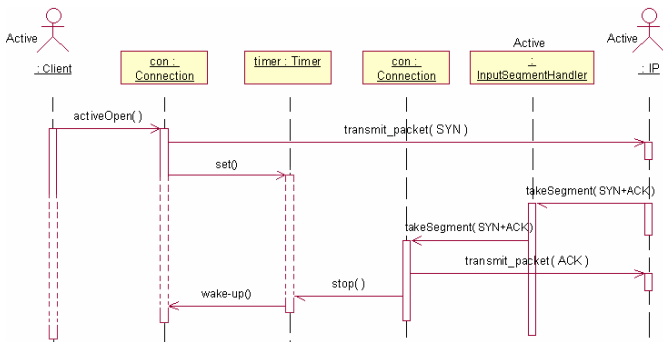 Active
: Client
con :
Connection
timer : Timer
con :
Connection
Active
:
InputSegmentHandler
Active
: IP
activeOpen( )
transmit_packet( SYN )
set()
takeSegment( SYN+ACK)
takeSegment( SYN+ACK)
transmit_packet( ACK )
stop( )
wake-up()